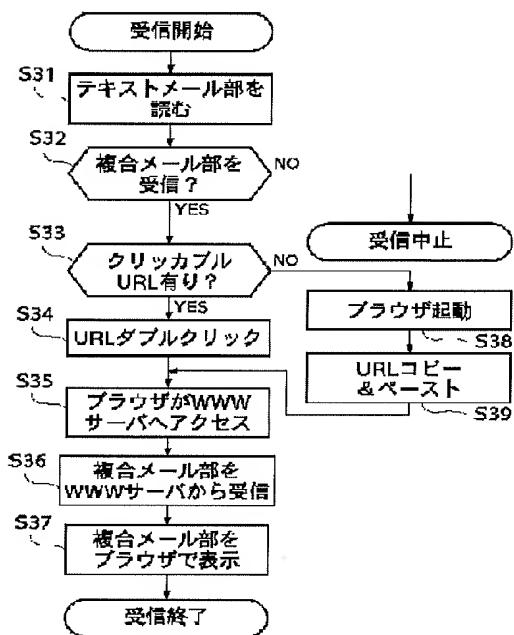 受信開始
S31
テキストメール部を
読む
S32
複合メール部を
受信？
NO
YES
受信中止
S33
クリッカブル
URL有り？
NO
YES
ブラウザ起動
S38
S34
URLダブルクリック
URLコピー
&ペースト
S39
S35
ブラウザがWWW
サーバへアクセス
S36
複合メール部を
WWWサーバから受信
S37
複合メール部を
ブラウザで表示
受信終了